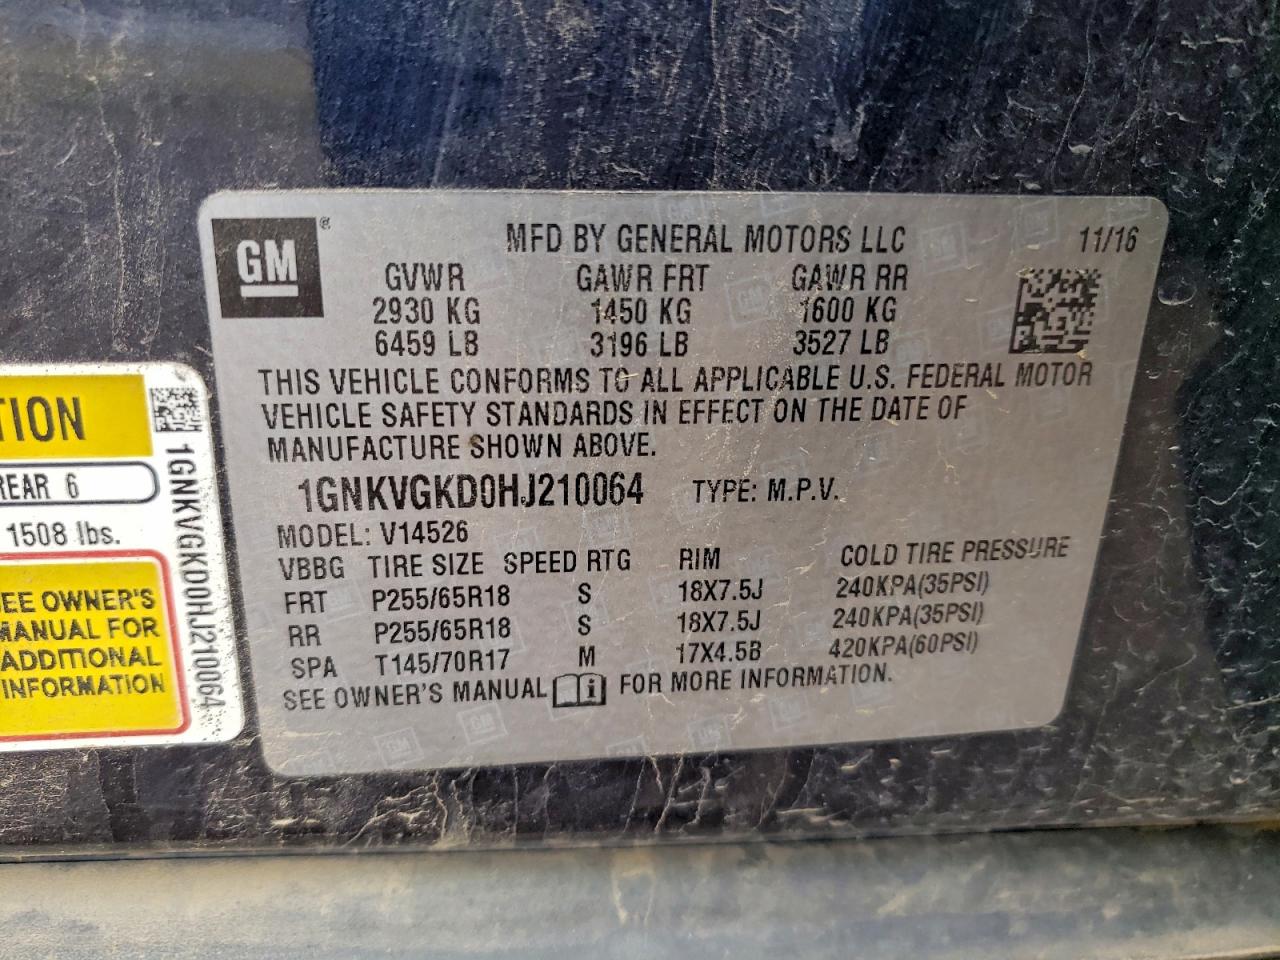 GM
MFD BY GENERAL MOTORS LLC 11/16
GVWR GAWR FRT GAWR RR
2930 KG 1450 KG 1600 KG
6459 LB 3196 LB 3527 LB
THIS VEHICLE CONFORMS TO ALL APPLICABLE U.S. FEDERAL MOTOR
VEHICLE SAFETY STANDARDS IN EFFECT ON THE DATE OF
MANUFACTURE SHOWN ABOVE.
1GNKVGKD0HJ210064 TYPE: M.P.V.
MODEL: V14526
VBBG TIRE SIZE SPEED RTG RIM COLD TIRE PRESSURE
FRT P255/65R18 S 18X7.5J 240KPA(35PSI)
RR P255/65R18 S 18X7.5J 240KPA(35PSI)
SPA T145/70R17 M 17X4.5B 420KPA(60PSI)
SEE OWNER'S MANUAL i FOR MORE INFORMATION.
TION
REAR 6
1508 lbs.
SEE OWNER'S
MANUAL FOR
ADDITIONAL
INFORMATION
1GNKVGKD0HJ210064